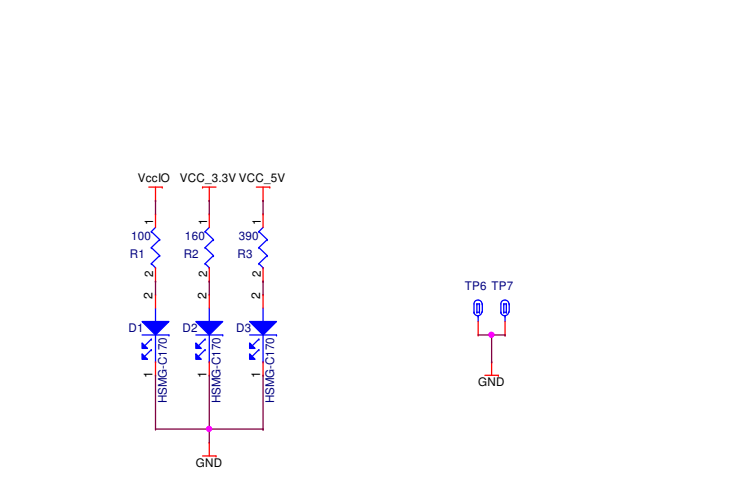 VccIO VCC_3.3V VCC_5V
1 1 1
100 160 390
R1 R2 R3
2 2 2
TP6 TP7
2 2 2
D1 D2 D3
HSMG-C170 HSMG-C170 HSMG-C170
1 1 1
GND
GND